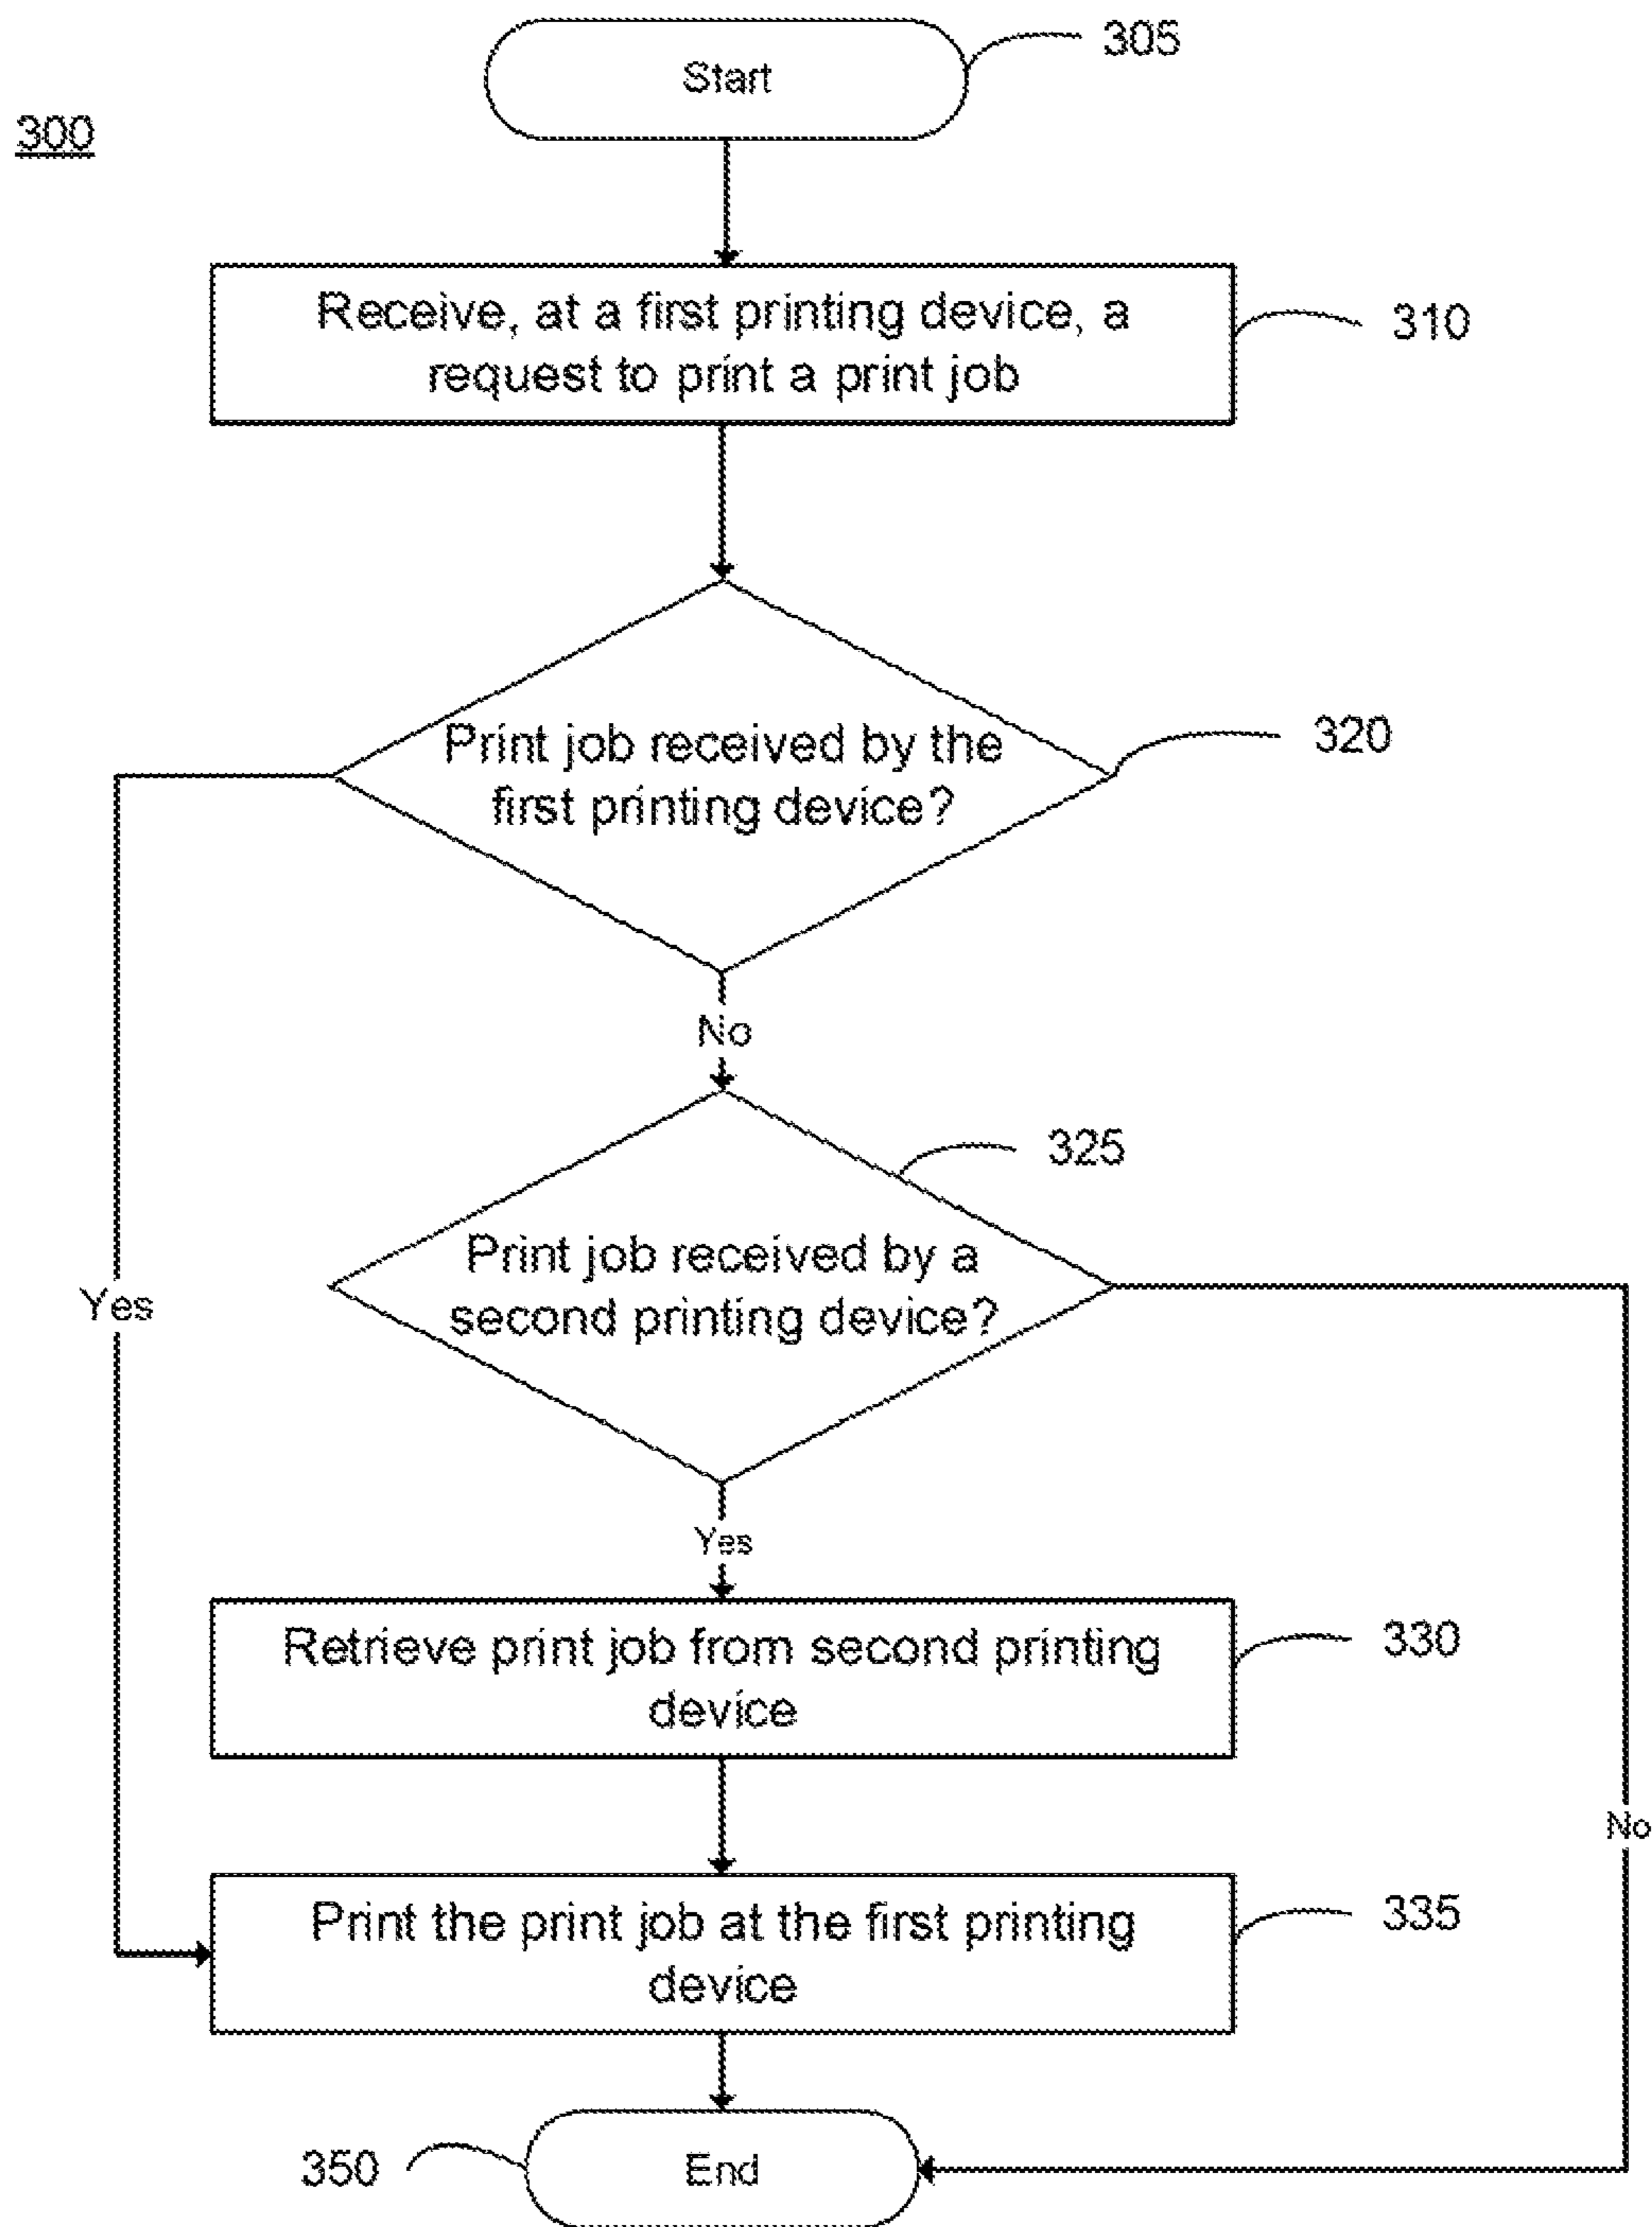 305
Start
300
Receive, at a first printing device, a
request to print a print job
310
Print job received by the
first printing device?
320
No
325
Print job received by a
second printing device?
Yes
Yes
Retrieve print job from second printing
device
330
No
Print the print job at the first printing
device
335
End
350